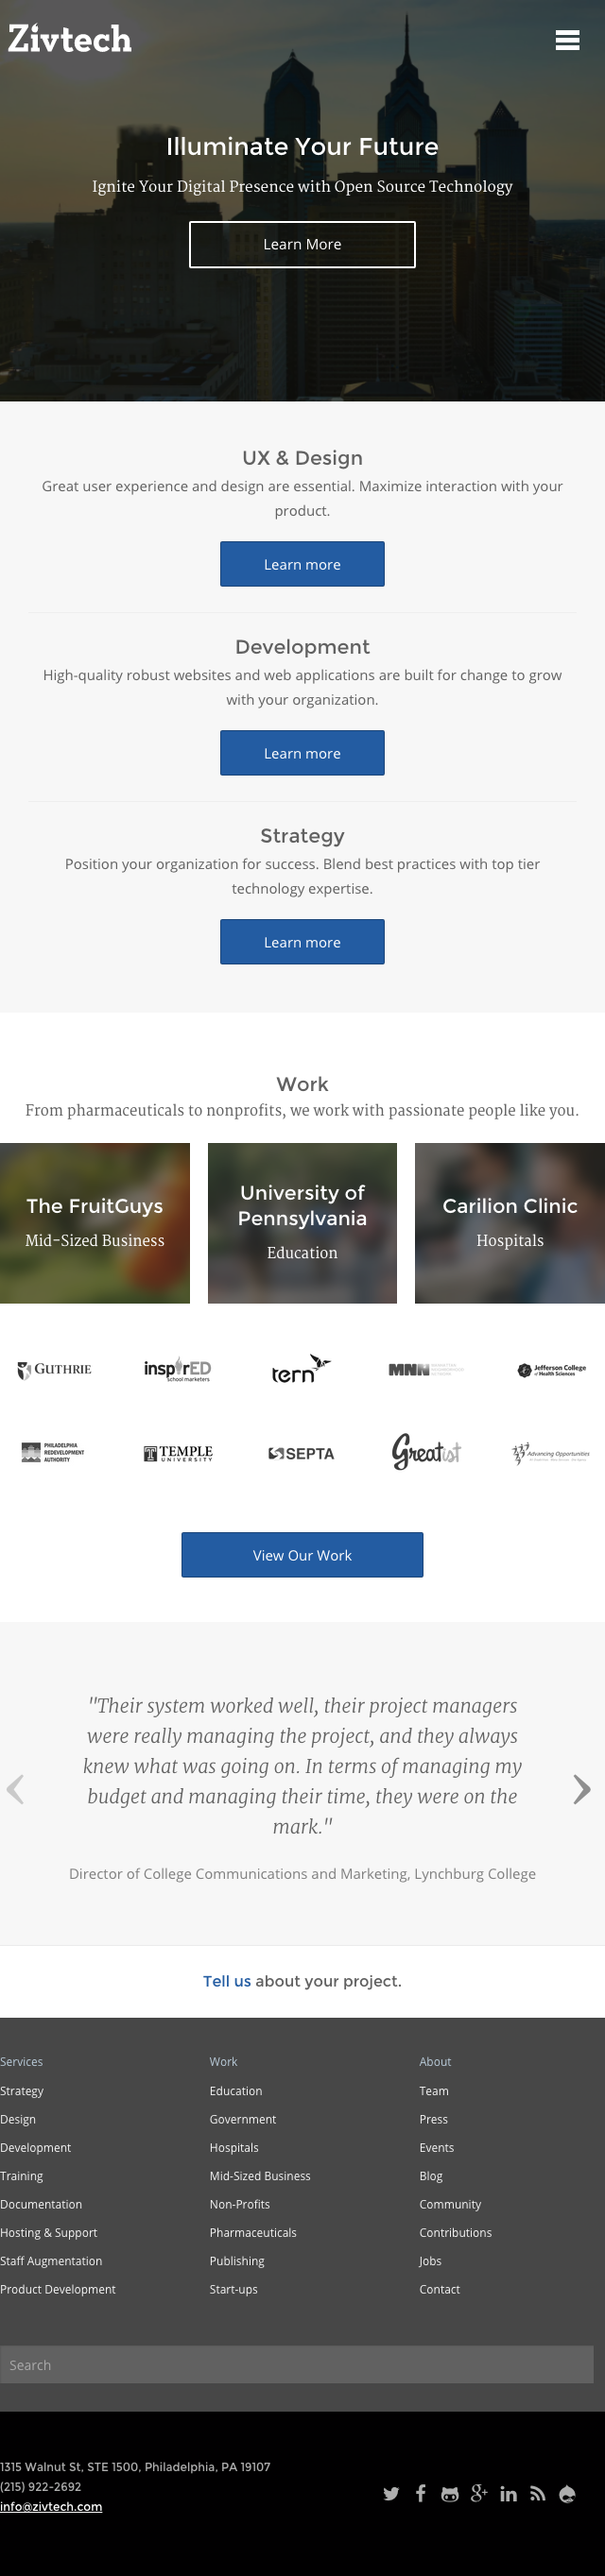 Zivtech
Illuminate Your Future
Ignite Your Digital Presence with Open Source Technology
Learn More
UX & Design
Great user experience and design are essential. Maximize interaction with your
product.
Learn more
Development
High-quality robust websites and web applications are built for change to grow
with your organization.
Learn more
Strategy
Position your organization for success. Blend best practices with top tier
technology expertise.
Learn more
Work
From pharmaceuticals to nonprofits, we work with passionate people like you.
The FruitGuys
Mid-Sized Business
University of
Pennsylvania
Education
Carilion Clinic
Hospitals
GUTHRIE
inspirED
school marketers
tern
MNN
Jefferson College
of Health Sciences
PHILADELPHIA
REDEVELOPMENT
AUTHORITY
TEMPLE
UNIVERSITY
SEPTA
Greatist
Advancing Opportunities
View Our Work
"Their system worked well, their project managers
were really managing the project, and they always
knew what was going on. In terms of managing my
budget and managing their time, they were on the
mark."
Director of College Communications and Marketing, Lynchburg College
Tell us about your project.
Services
Strategy
Design
Development
Training
Documentation
Hosting & Support
Staff Augmentation
Product Development
Work
Education
Government
Hospitals
Mid-Sized Business
Non-Profits
Pharmaceuticals
Publishing
Start-ups
About
Team
Press
Events
Blog
Community
Contributions
Jobs
Contact
Search
1315 Walnut St, STE 1500, Philadelphia, PA 19107
(215) 922-2692
info@zivtech.com